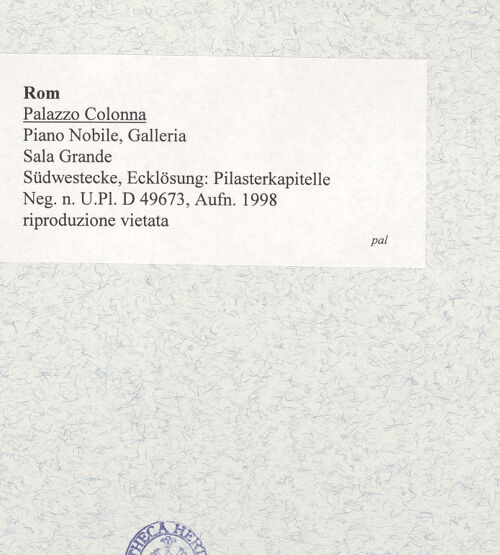 Rom
Palazzo Colonna
Piano Nobile, Galleria
Sala Grande
Südwestecke, Ecklösung: Pilasterkapitelle
Neg. n. U.Pl. D 49673, Aufn. 1998
riproduzione vietata
pal